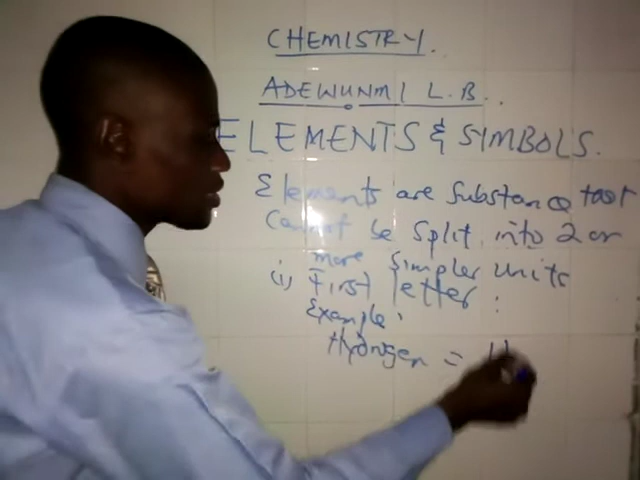 CHEMISTRY.
ADEWUNMI L.B..
ELEMENTS & SYMBOLS.
Elements are substance that
cannot be split into 2 or
more simpler units
(i) First letter:
Example:
Hydrogen = H